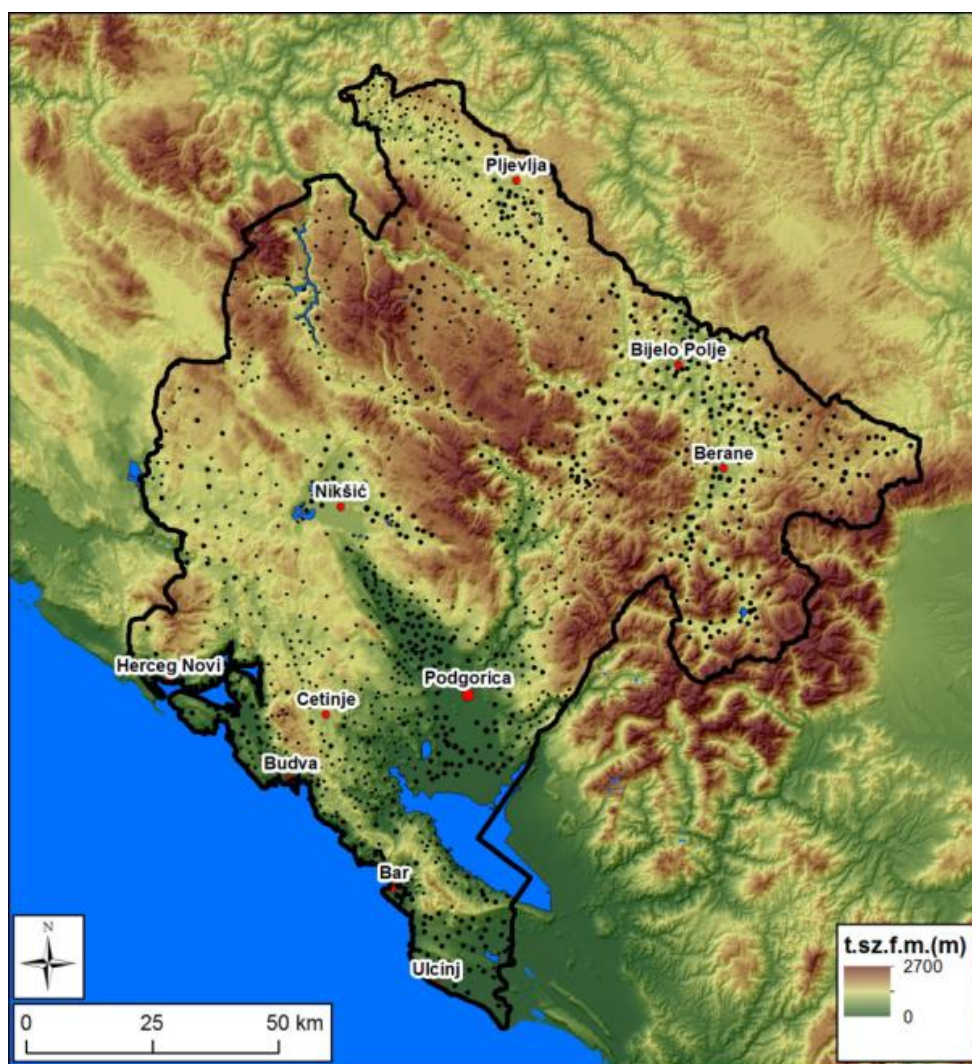 Pljevlja
Bijelo Polje
Berane
Nikšić
Herceg Novi
Podgorica
Cetinje
Budva
Bar
Ulcinj
N
0 25 50 km
t.sz.f.m.(m)
2700
0